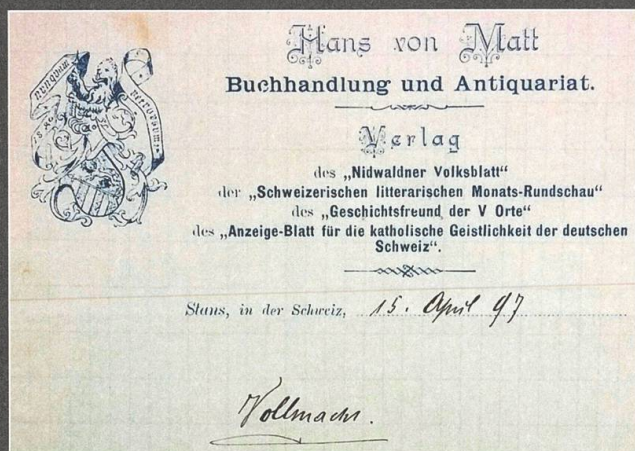 Hans von Matt
Buchhandlung und Antiquariat.
Verlag
des „Nidwaldner Volksblatt“
der „Schweizerischen litterarischen Monats-Rundschau“
des „Geschichtsfreund der V Orte“
des „Anzeige-Blatt für die katholische Geistlichkeit der deutschen
Schweiz“.
Stans, in der Schweiz, 15. April 97
Vollmacht.